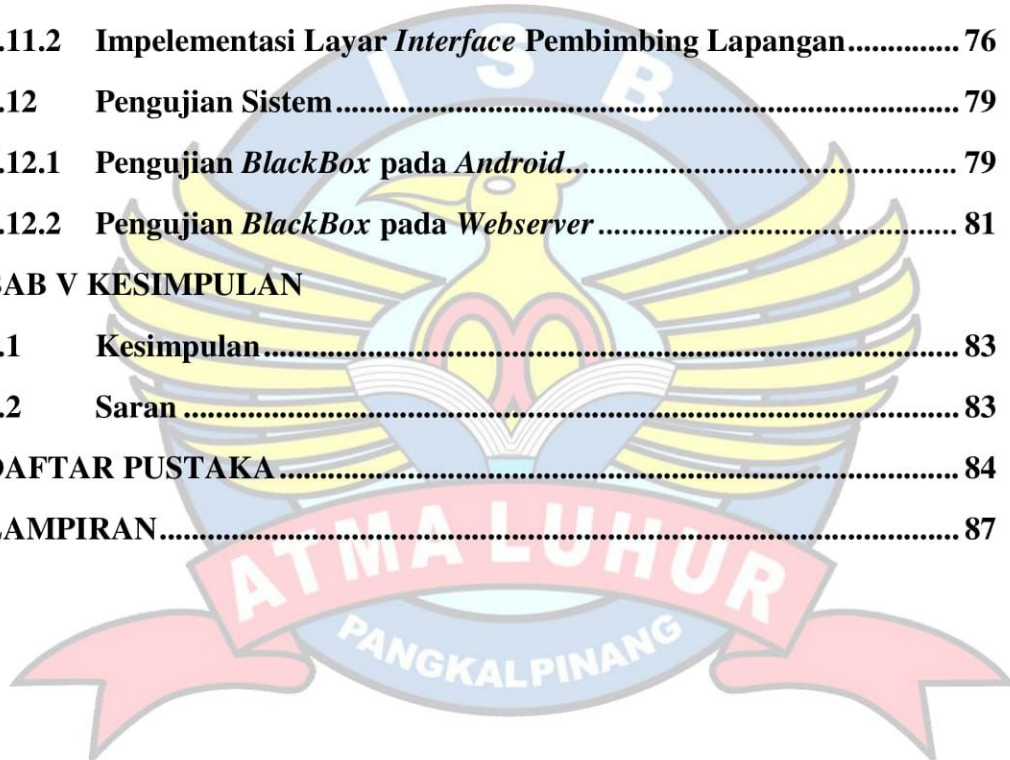 .11.2 Impelementasi Layar Interface Pembimbing Lapangan.............. 76
.12 Pengujian Sistem.............................................................................. 79
.12.1 Pengujian BlackBox pada Android................................................. 79
.12.2 Pengujian BlackBox pada Webserver............................................. 81
BAB V KESIMPULAN
.1 Kesimpulan....................................................................................... 83
.2 Saran................................................................................................. 83
DAFTAR PUSTAKA...................................................................................... 84
LAMPIRAN.................................................................................................... 87
I S B
ATMA LUHUR
PANGKALPINANG